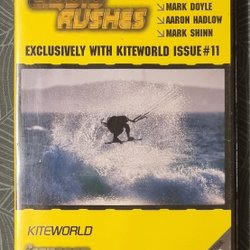 RUSHES
MARK DOYLE
AARON HADLOW
MARK SHINN
EXCLUSIVELY WITH KITEWORLD ISSUE #11
KITEWORLD